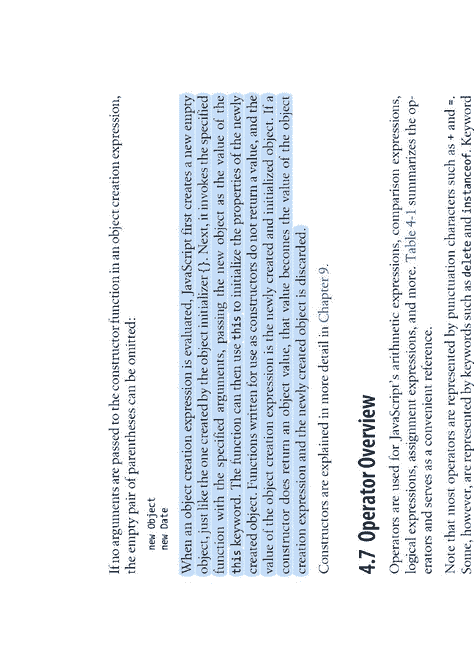 If no arguments are passed to the constructor function in an object creation expression,
the empty pair of parentheses can be omitted:
new Object
new Date
When an object creation expression is evaluated, JavaScript first creates a new empty
object, just like the one created by the object initializer {}. Next, it invokes the specified
function with the specified arguments, passing the new object as the value of the
this keyword. The function can then use this to initialize the properties of the newly
created object. Functions written for use as constructors do not return a value, and the
value of the object creation expression is the newly created and initialized object. If a
constructor does return an object value, that value becomes the value of the object
creation expression and the newly created object is discarded.
Constructors are explained in more detail in Chapter 9.
4.7 Operator Overview
Operators are used for JavaScript's arithmetic expressions, comparison expressions,
logical expressions, assignment expressions, and more. Table 4-1 summarizes the op-
erators and serves as a convenient reference.
Note that most operators are represented by punctuation characters such as + and =.
Some, however, are represented by keywords such as delete and instanceof. Keyword